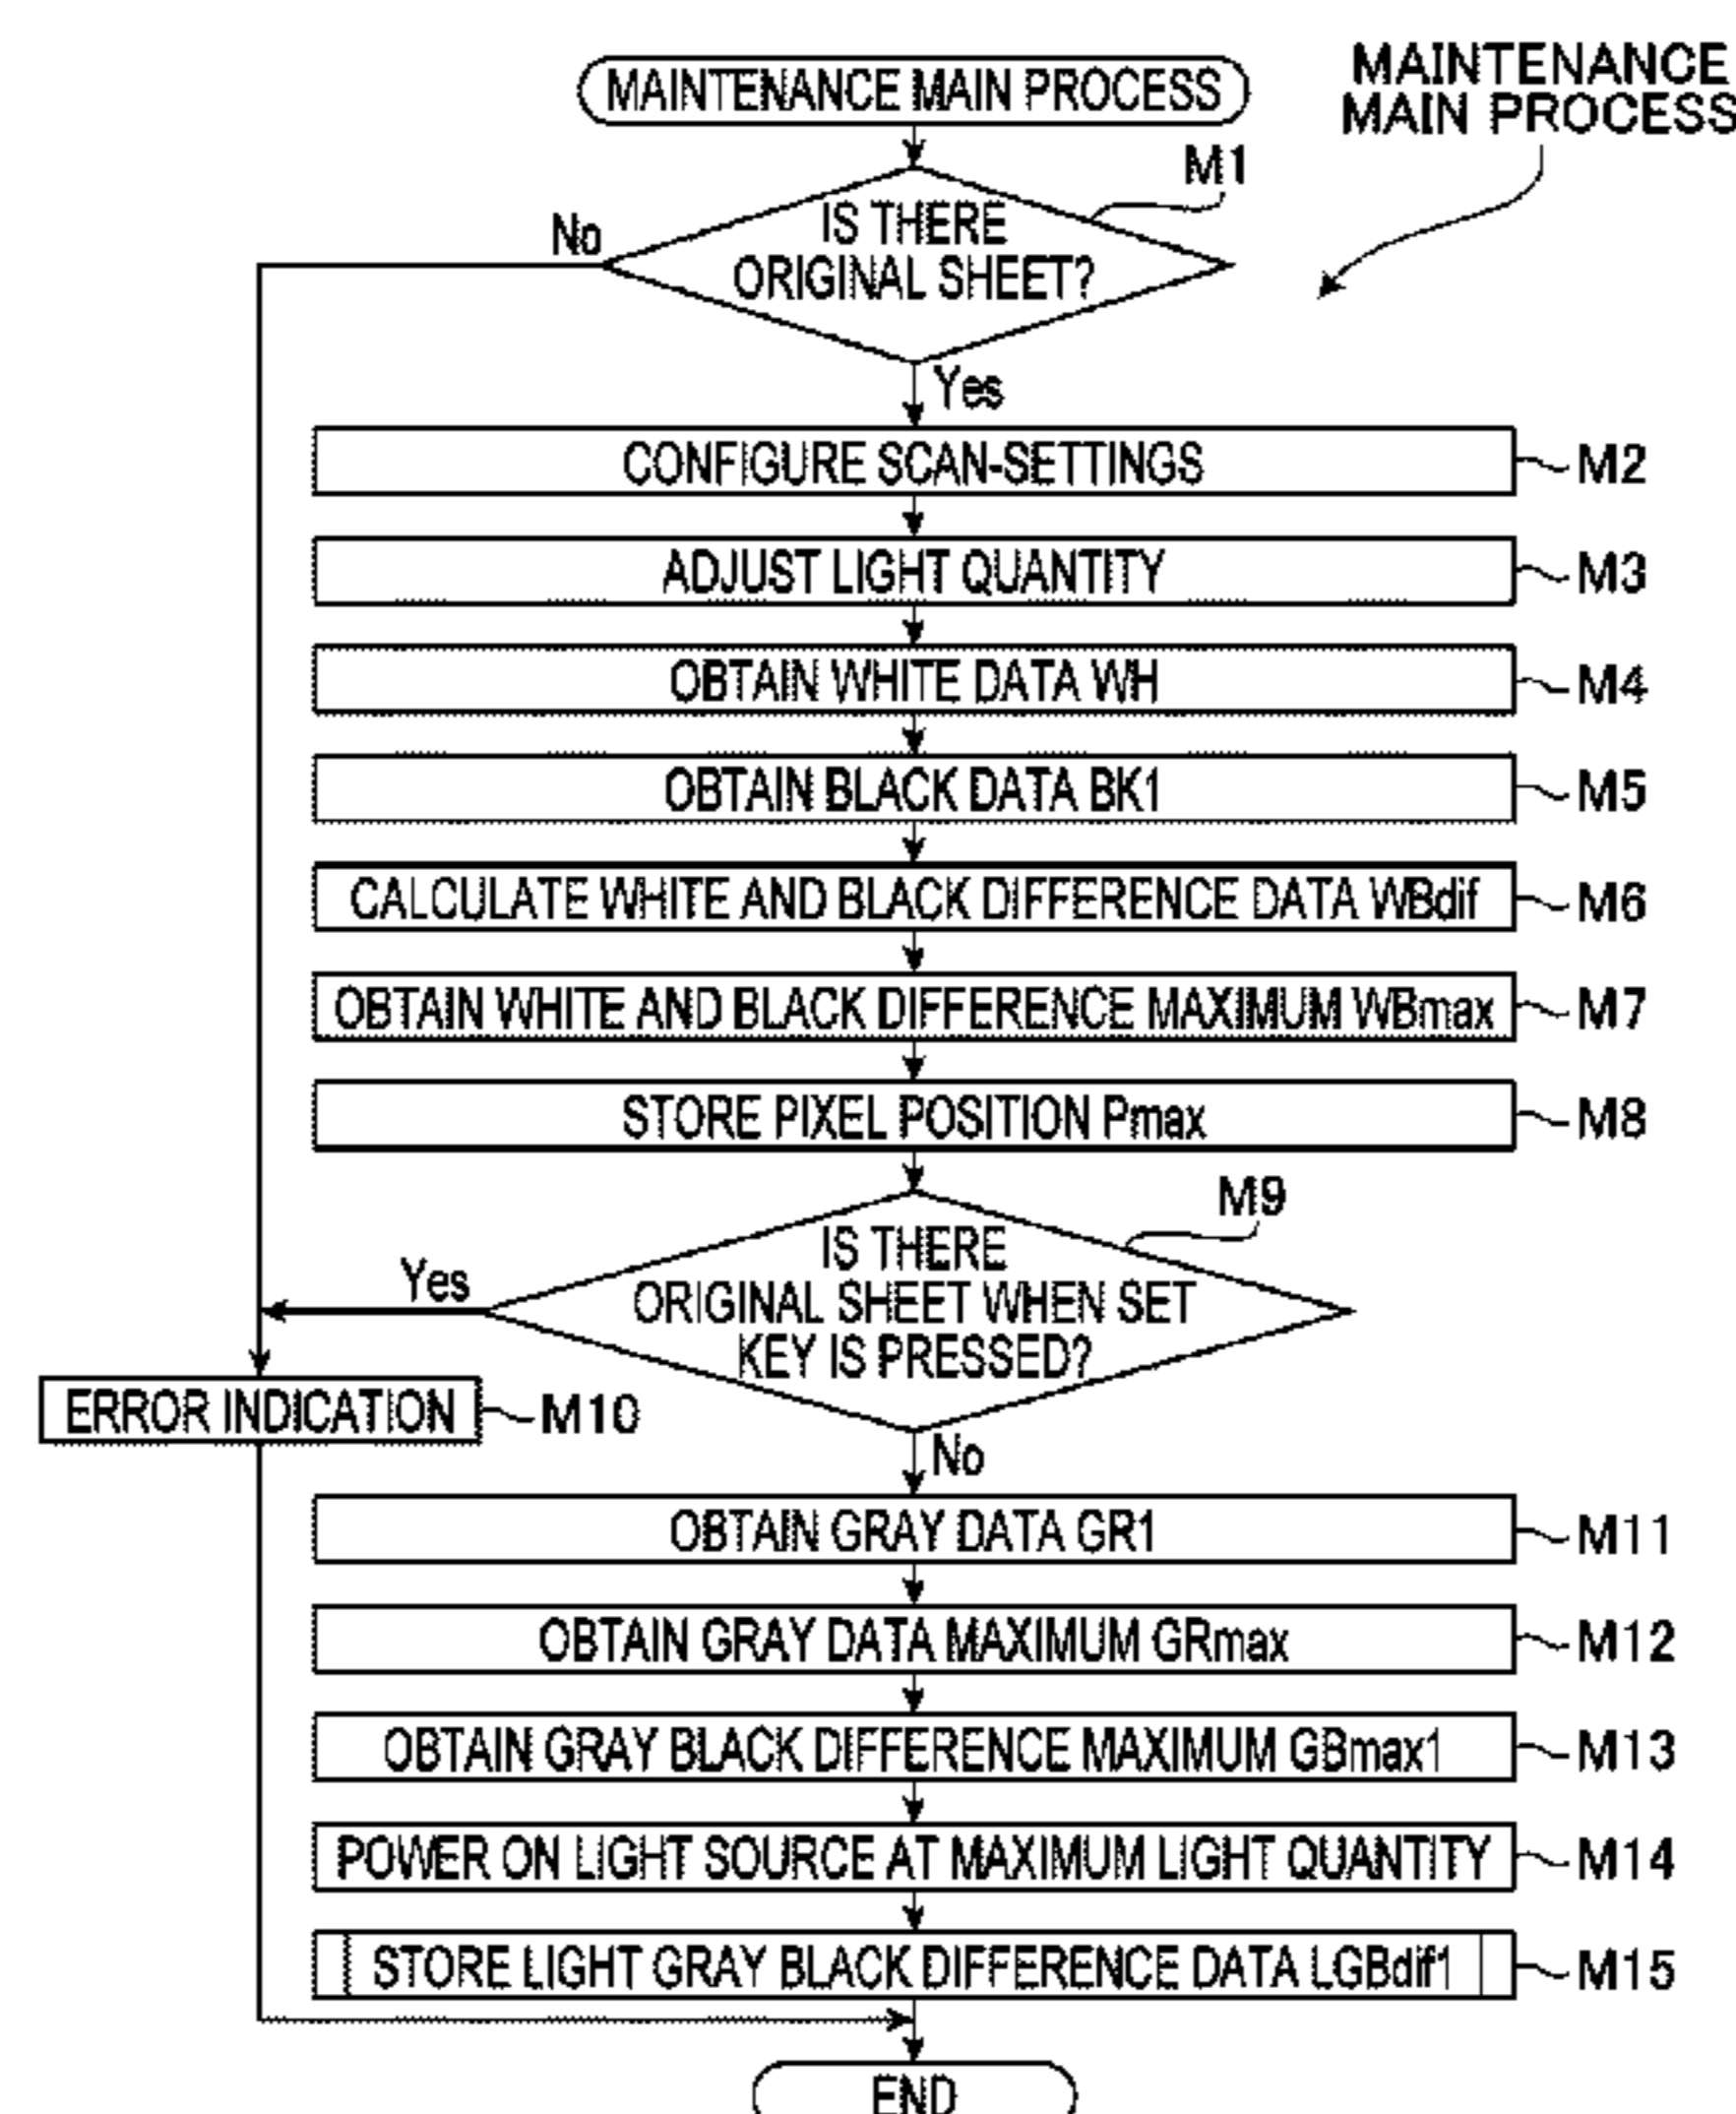 MAINTENANCE MAIN PROCESS
MAINTENANCE
MAIN PROCESS
M1
IS THERE
ORIGINAL SHEET?
No
Yes
CONFIGURE SCAN-SETTINGS
M2
ADJUST LIGHT QUANTITY
M3
OBTAIN WHITE DATA WH
M4
OBTAIN BLACK DATA BK1
M5
CALCULATE WHITE AND BLACK DIFFERENCE DATA WBdif
M6
OBTAIN WHITE AND BLACK DIFFERENCE MAXIMUM WBmax
M7
STORE PIXEL POSITION Pmax
M8
M9
IS THERE
ORIGINAL SHEET WHEN SET
KEY IS PRESSED?
Yes
ERROR INDICATION
M10
No
OBTAIN GRAY DATA GR1
M11
OBTAIN GRAY DATA MAXIMUM GRmax
M12
OBTAIN GRAY BLACK DIFFERENCE MAXIMUM GBmax1
M13
POWER ON LIGHT SOURCE AT MAXIMUM LIGHT QUANTITY
M14
STORE LIGHT GRAY BLACK DIFFERENCE DATA LGBdif1
M15
END